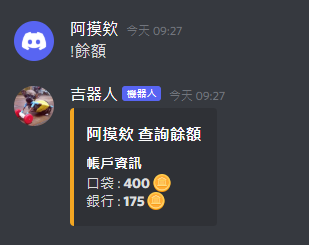 阿摸欸 今天 09:27
!餘額
吉器人 機器人 今天 09:27
阿摸欸 查詢餘額
帳戶資訊
口袋 : 400
銀行 : 175